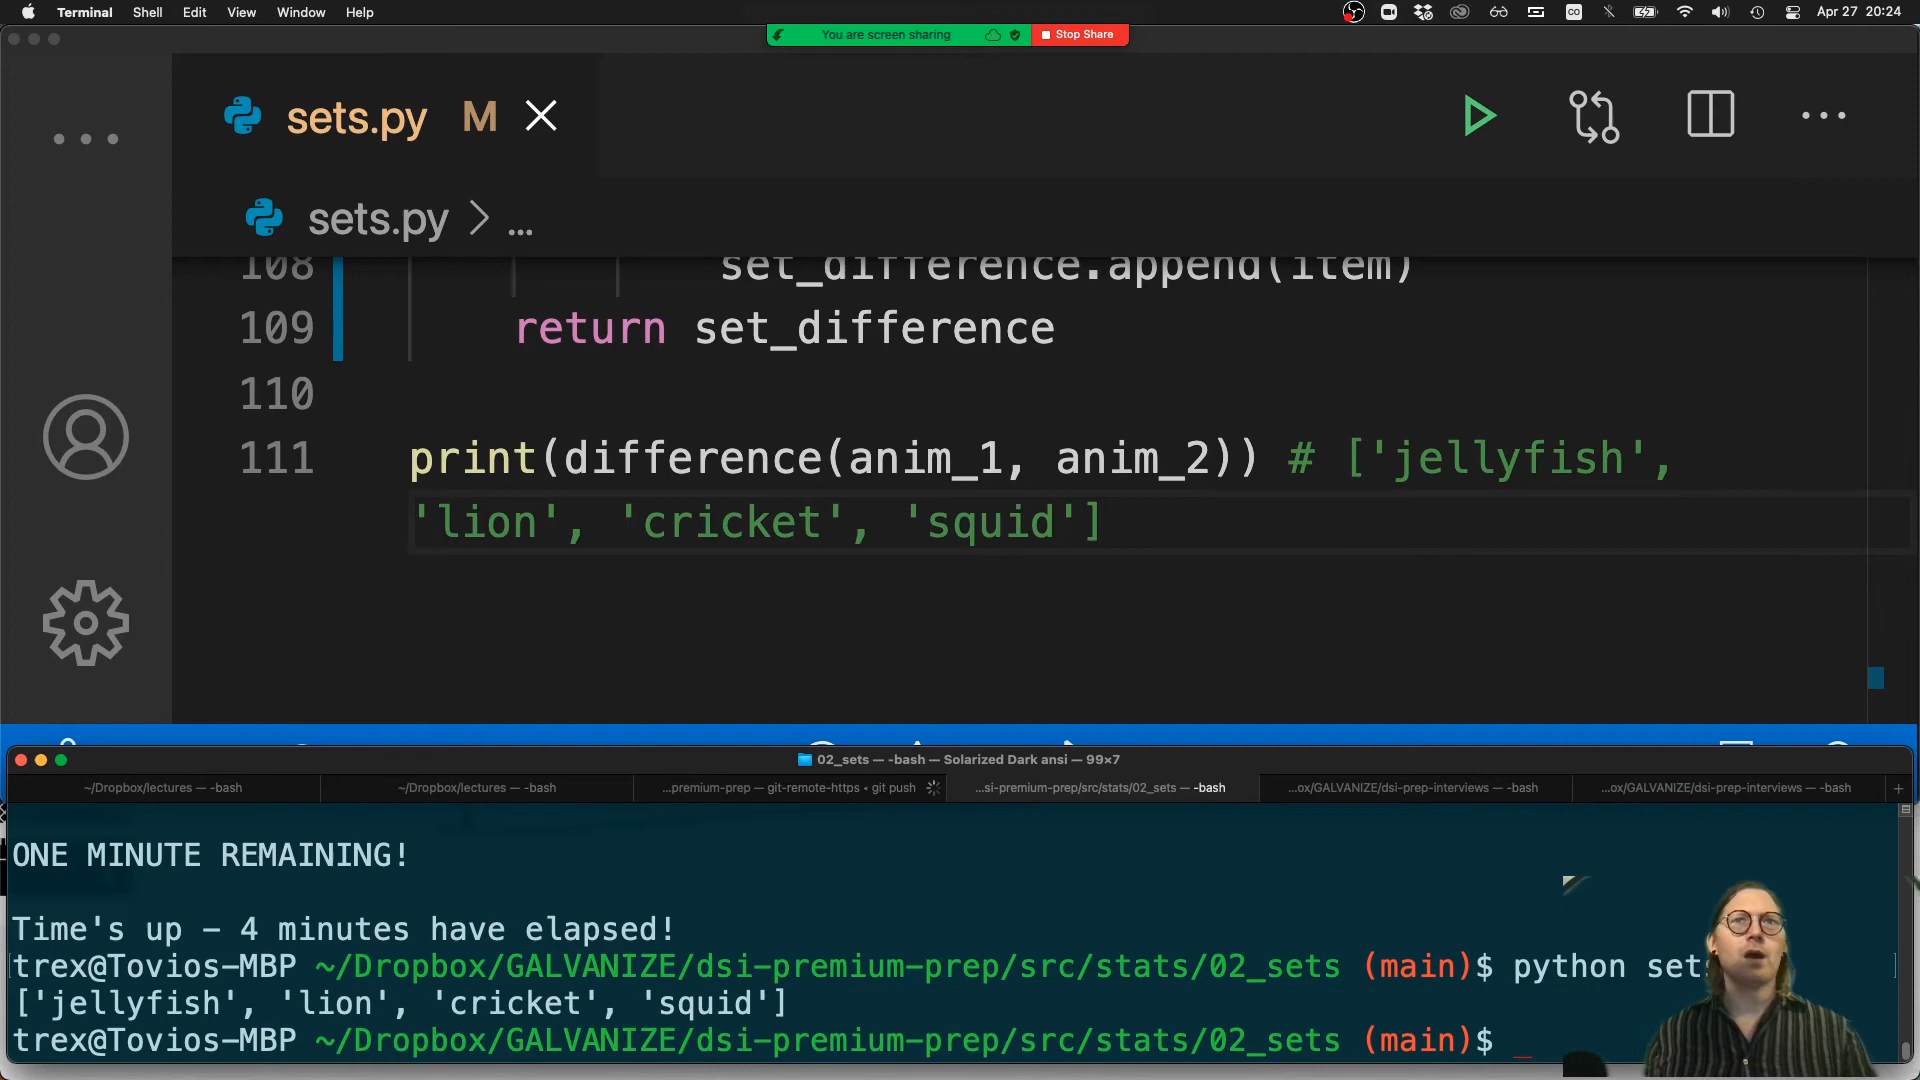 Terminal Shell Edit View Window Help
CO
Apr 27 20:24
You are screen sharing
Stop Share
sets.py M
sets.py > ...
108 set_difference.append(item)
109 return set_difference
110
111 print(difference(anim_1, anim_2)) # ['jellyfish',
'lion', 'cricket', 'squid']
02_sets — -bash — Solarized Dark ansi — 99×7
~/Dropbox/lectures — -bash
~/Dropbox/lectures — -bash
...premium-prep — git-remote-https • git push
...si-premium-prep/src/stats/02_sets — -bash
...ox/GALVANIZE/dsi-prep-interviews — -bash
...ox/GALVANIZE/dsi-prep-interviews — -bash
ONE MINUTE REMAINING!
Time's up - 4 minutes have elapsed!
trex@Tovios-MBP ~/Dropbox/GALVANIZE/dsi-premium-prep/src/stats/02_sets (main)$ python sets
['jellyfish', 'lion', 'cricket', 'squid']
trex@Tovios-MBP ~/Dropbox/GALVANIZE/dsi-premium-prep/src/stats/02_sets (main)$ _